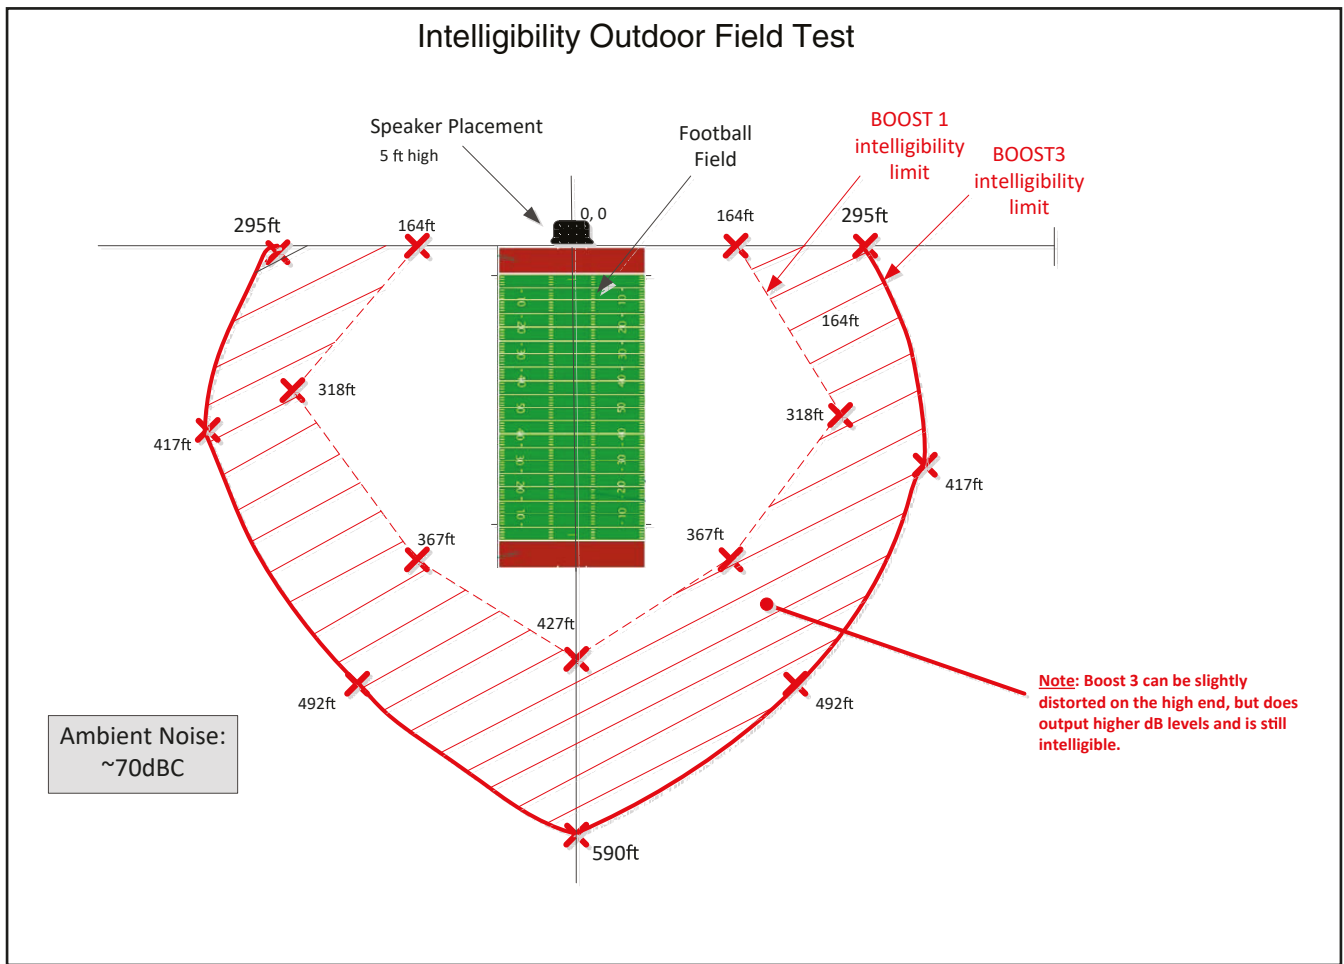 Intelligibility Outdoor Field Test
Speaker Placement
5 ft high
Football
Field
BOOST 1
intelligibility
limit
BOOST3
intelligibility
limit
0, 0
295ft
164ft
164ft
295ft
164ft
318ft
318ft
417ft
417ft
367ft
367ft
427ft
492ft
492ft
590ft
Note: Boost 3 can be slightly
distorted on the high end, but does
output higher dB levels and is still
intelligible.
Ambient Noise:
~70dBC